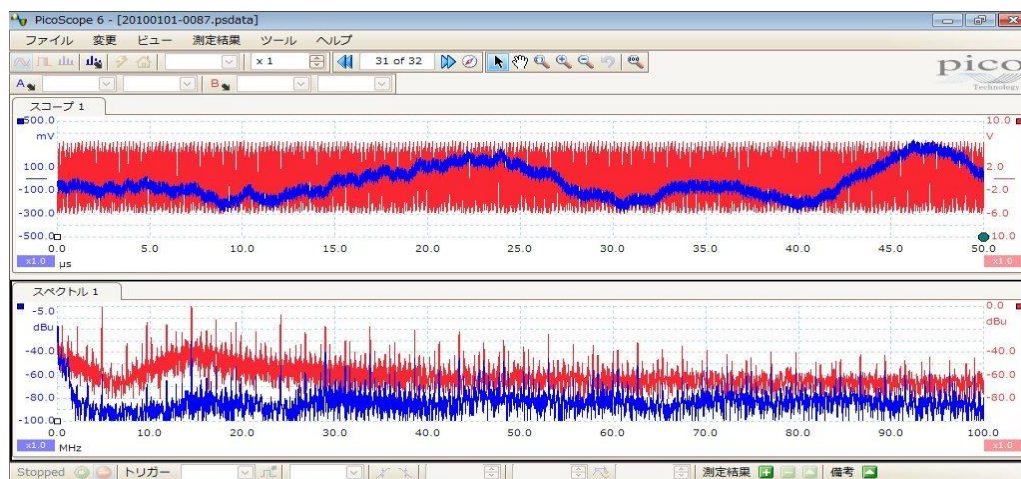 PicoScope 6 - [20100101-0087.psdata]
ファイル 変更 ビュー 測定結果 ツール ヘルプ
x 1 31 of 32
pico
Technology
A B
スコープ 1
500.0 10.0
mV V
100.0 2.0
-100.0 -2.0
-300.0 -6.0
-500.0 -10.0
0.0 5.0 10.0 15.0 20.0 25.0 30.0 35.0 40.0 45.0 50.0
x1.0 µs x1.0
スペクトル 1
-5.0 0.0
dBu dBu
-40.0 -40.0
-60.0 -60.0
-80.0 -80.0
-100.0
0.0 10.0 20.0 30.0 40.0 50.0 60.0 70.0 80.0 90.0 100.0
x1.0 MHz x1.0
Stopped トリガー 測定結果 備考